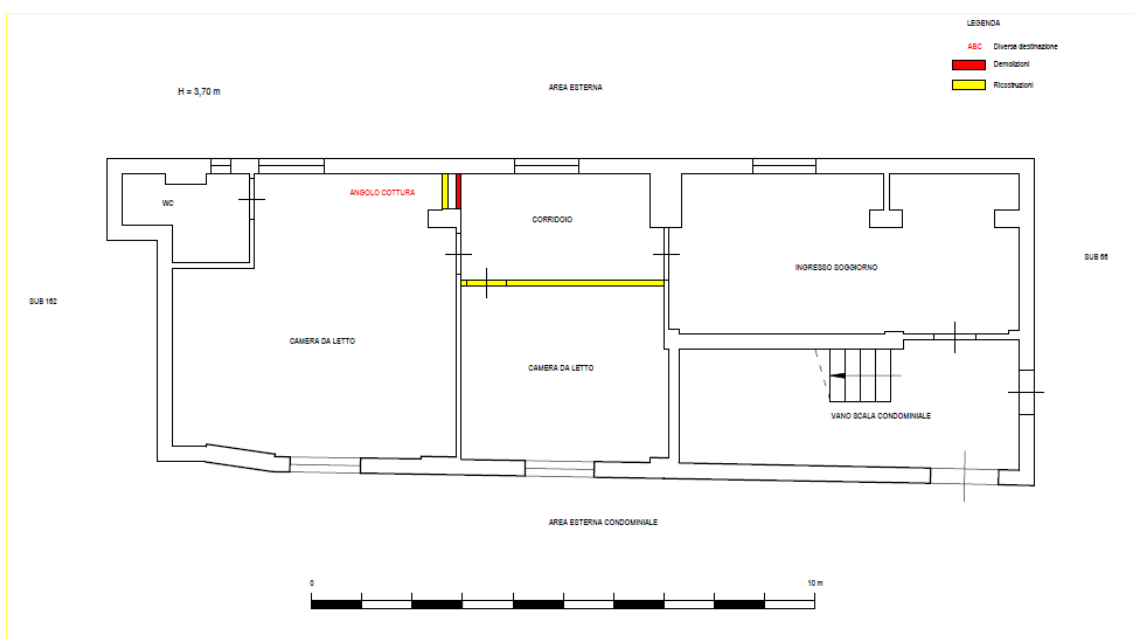 LEGENDA
ABC Diversa destinazione
Demolizioni
Ricostruzioni
H = 3,70 m
AREA ESTERNA
ANGOLO COTTURA
WC
CORRIDOIO
INGRESSO SOGGIORNO
SUB 66
SUB 162
CAMERA DA LETTO
CAMERA DA LETTO
VANO SCALA CONDOMINIALE
AREA ESTERNA CONDOMINIALE
0 10 m